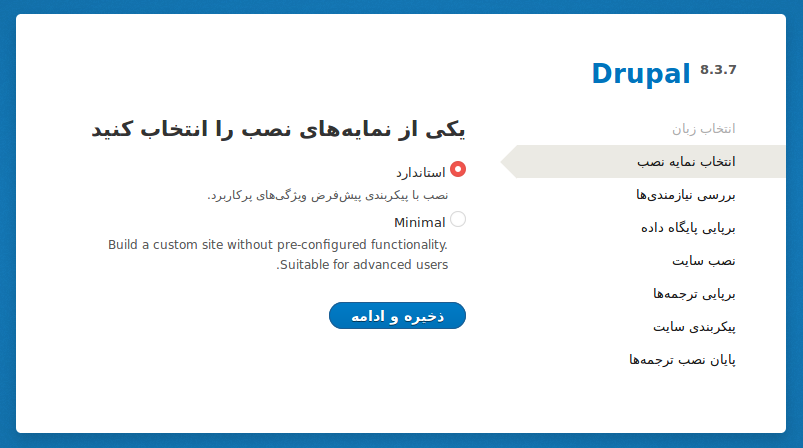 Drupal 8.3.7
انتخاب زبان
انتخاب نمایه نصب
بررسی نیازمندی‌ها
برپایی پایگاه داده
نصب سایت
برپایی ترجمه‌ها
پیکربندی سایت
پایان نصب ترجمه‌ها
یکی از نمایه‌های نصب را انتخاب کنید
استاندارد
نصب با پیکربندی پیش‌فرض ویژگی‌های پرکاربرد.
Minimal
Build a custom site without pre-configured functionality.
Suitable for advanced users.
ذخیره و ادامه